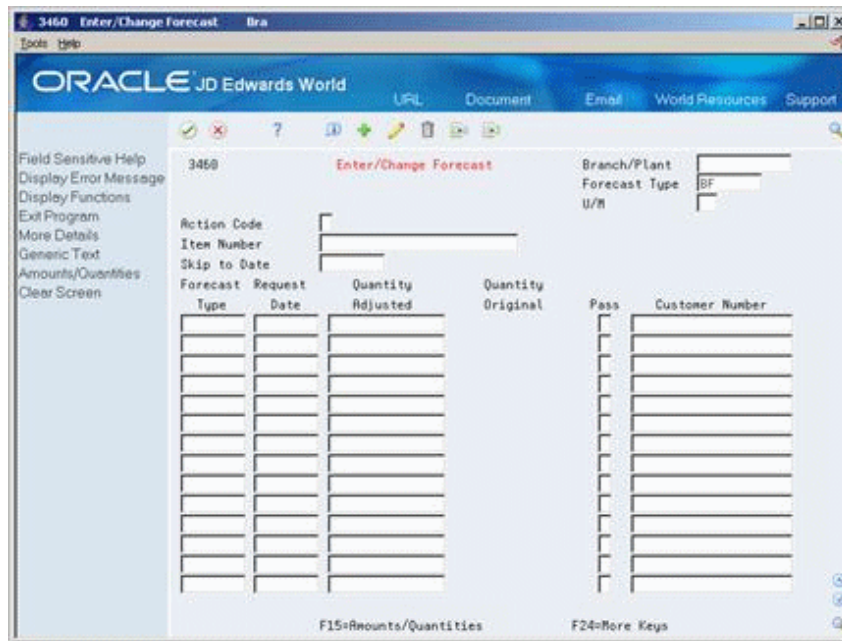 3460 Enter/Change Forecast Bra
Tools Help
ORACLE JD Edwards World
URL Document Email World Resources Support
Field Sensitive Help
Display Error Message
Display Functions
Exit Program
More Details
Generic Text
Amounts/Quantities
Clear Screen
3460 Enter/Change Forecast Branch/Plant
Forecast Type BF
U/M
Action Code
Item Number
Skip to Date
Forecast Request Quantity Quantity
Type Date Adjusted Original Pass Customer Number
F15=Amounts/Quantities F24=More Keys